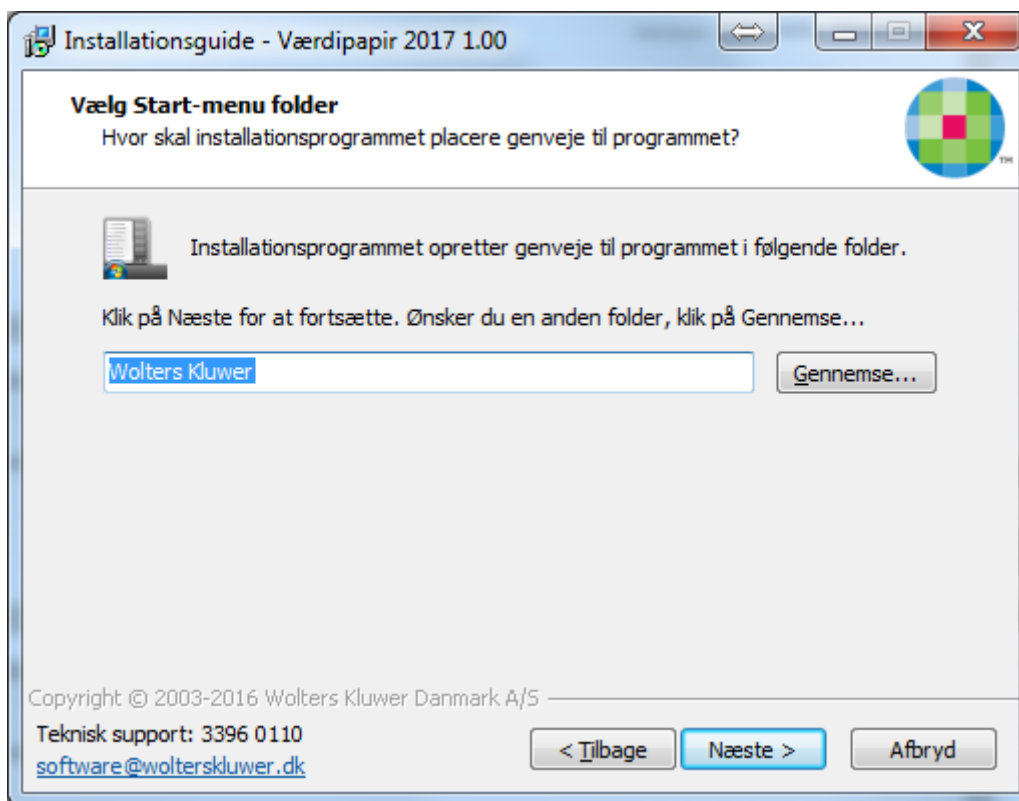 Installationsguide - Værdipapir 2017 1.00
Vælg Start-menu folder
Hvor skal installationsprogrammet placere genveje til programmet?
TM
Installationsprogrammet opretter genveje til programmet i følgende folder.
Klik på Næste for at fortsætte. Ønsker du en anden folder, klik på Gennemse...
Wolters Kluwer
Gennemse...
Copyright © 2003-2016 Wolters Kluwer Danmark A/S
Teknisk support: 3396 0110
software@wolterskluwer.dk
< Tilbage
Næste >
Afbryd